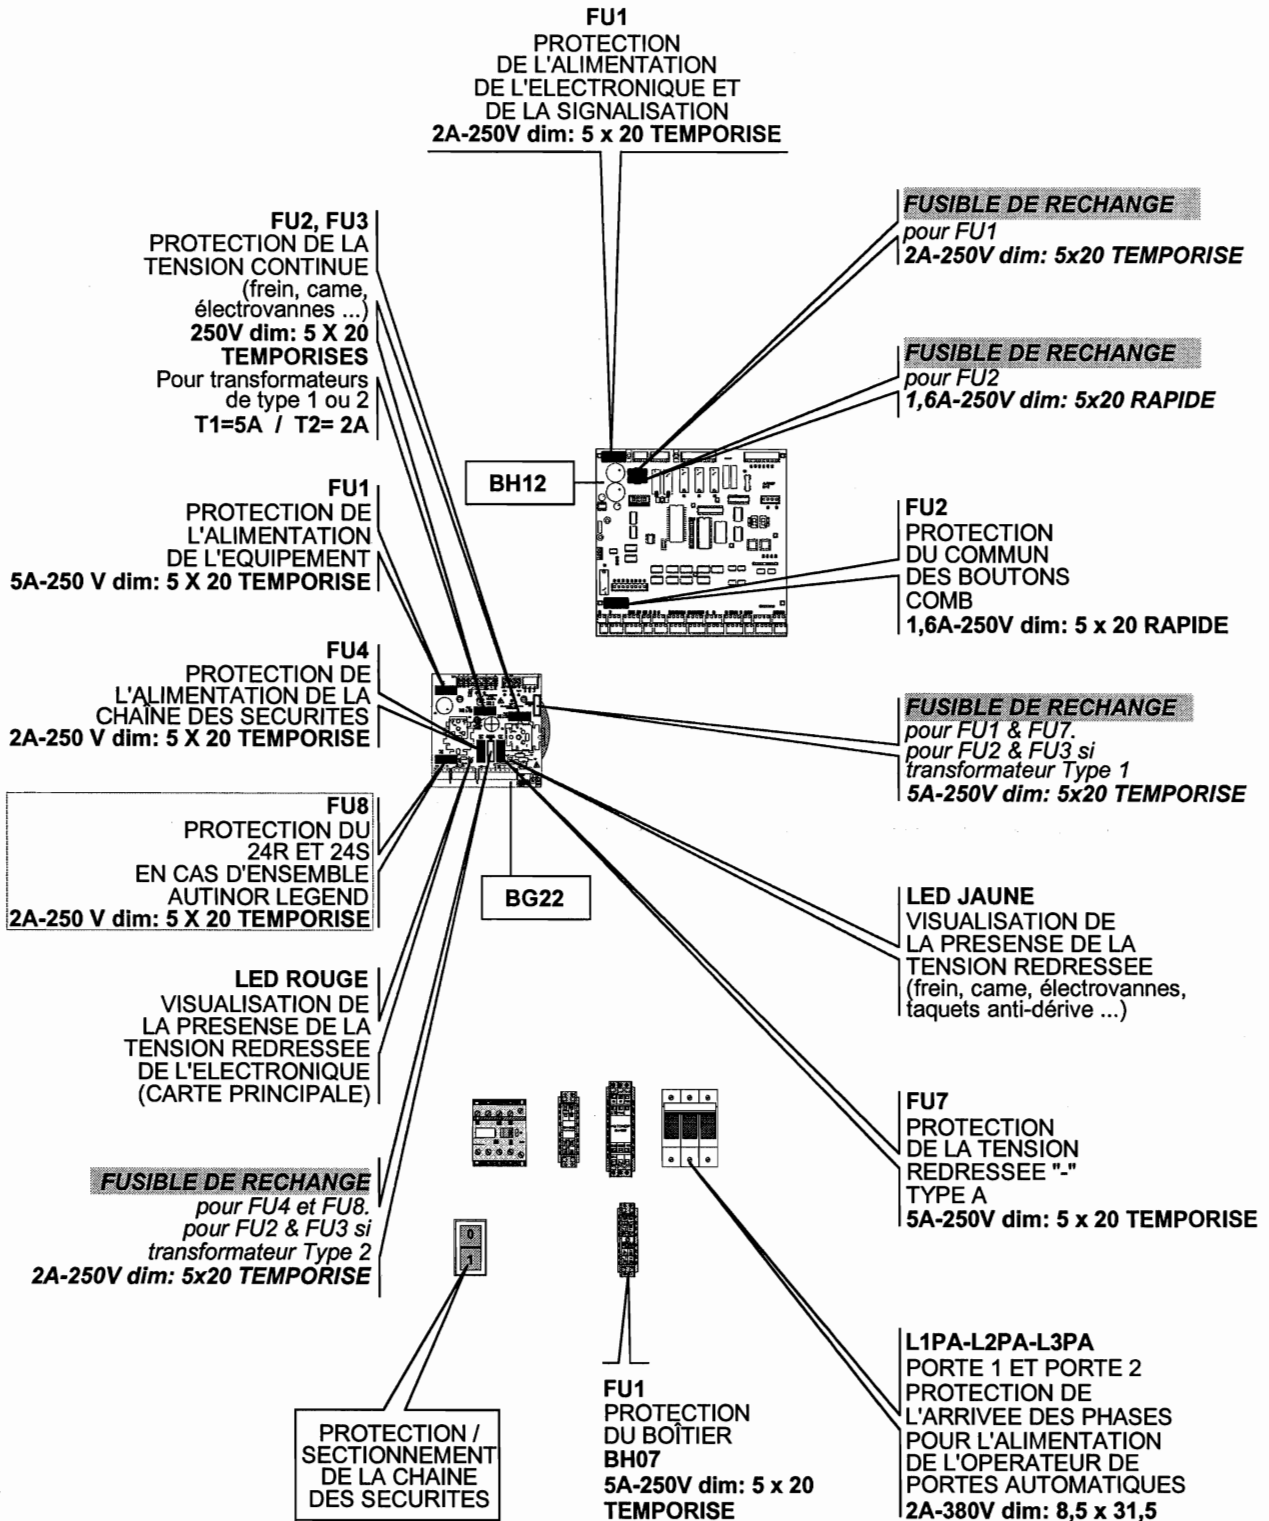 FU1
PROTECTION
DE L'ALIMENTATION
DE L'ELECTRONIQUE ET
DE LA SIGNALISATION
2A-250V dim: 5 x 20 TEMPORISE
FU2, FU3
PROTECTION DE LA
TENSION CONTINUE
(frein, came,
électrovannes ...)
250V dim: 5 X 20
TEMPORISES
Pour transformateurs
de type 1 ou 2
T1=5A / T2= 2A
FUSIBLE DE RECHANGE
pour FU1
2A-250V dim: 5x20 TEMPORISE
FUSIBLE DE RECHANGE
pour FU2
1,6A-250V dim: 5x20 RAPIDE
BH12
FU1
PROTECTION DE
L'ALIMENTATION
DE L'EQUIPEMENT
5A-250 V dim: 5 X 20 TEMPORISE
FU2
PROTECTION
DU COMMUN
DES BOUTONS
COMB
1,6A-250V dim: 5 x 20 RAPIDE
FU4
PROTECTION DE
L'ALIMENTATION DE LA
CHAÎNE DES SECURITES
2A-250 V dim: 5 X 20 TEMPORISE
FUSIBLE DE RECHANGE
pour FU1 & FU7.
pour FU2 & FU3 si
transformateur Type 1
5A-250V dim: 5x20 TEMPORISE
FU8
PROTECTION DU
24R ET 24S
EN CAS D'ENSEMBLE
AUTINOR LEGEND
2A-250 V dim: 5 X 20 TEMPORISE
BG22
LED JAUNE
VISUALISATION DE
LA PRESENSE DE LA
TENSION REDRESSEE
(frein, came, électrovannes,
taquets anti-dérive ...)
LED ROUGE
VISUALISATION DE
LA PRESENSE DE LA
TENSION REDRESSEE
DE L'ELECTRONIQUE
(CARTE PRINCIPALE)
FU7
PROTECTION
DE LA TENSION
REDRESSEE "-"
TYPE A
5A-250V dim: 5 x 20 TEMPORISE
FUSIBLE DE RECHANGE
pour FU4 et FU8.
pour FU2 & FU3 si
transformateur Type 2
2A-250V dim: 5x20 TEMPORISE
0
1
PROTECTION /
SECTIONNEMENT
DE LA CHAINE
DES SECURITES
FU1
PROTECTION
DU BOÎTIER
BH07
5A-250V dim: 5 x 20
TEMPORISE
L1PA-L2PA-L3PA
PORTE 1 ET PORTE 2
PROTECTION DE
L'ARRIVEE DES PHASES
POUR L'ALIMENTATION
DE L'OPERATEUR DE
PORTES AUTOMATIQUES
2A-380V dim: 8,5 x 31,5